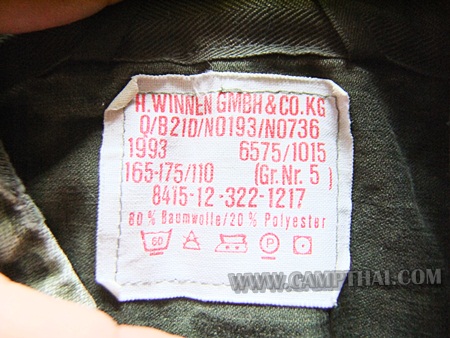 H. WINNEN GMBH & CO. KG
Q/B21D/N0193/N0736
1993 6575/1015
165-175/110 (Gr. Nr. 5)
8415-12-322-1217
80 % Baumwolle/20 % Polyester
60 A P
WWW.CAMPTHAI.COM